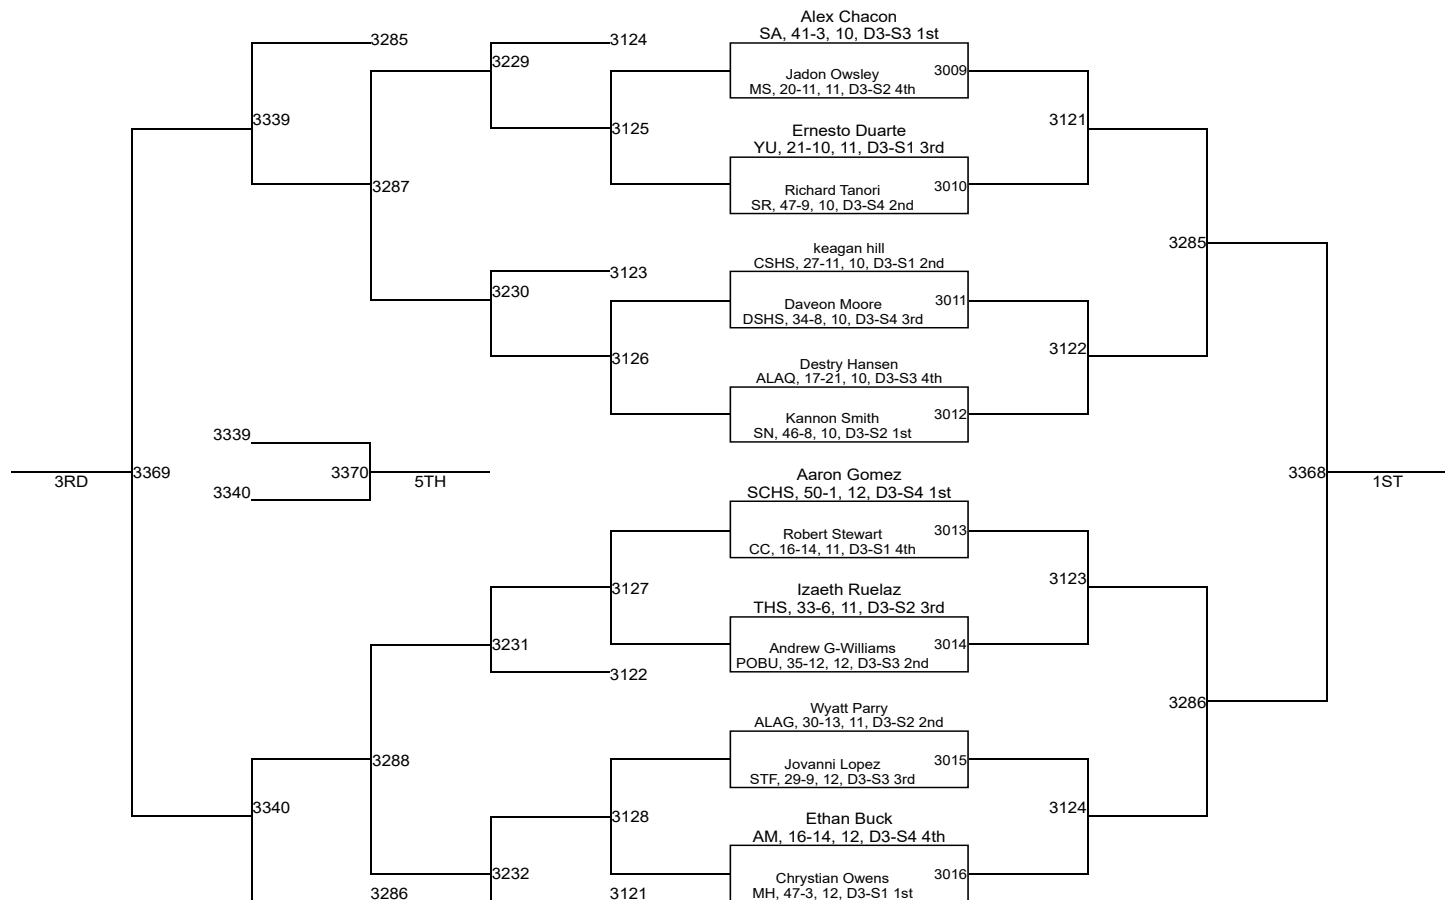 Alex Chacon
SA, 41-3, 10, D3-S3 1st
3285
3124
3229
Jadon Owsley
3009
MS, 20-11, 11, D3-S2 4th
3339
3125
Ernesto Duarte
3121
YU, 21-10, 11, D3-S1 3rd
3287
Richard Tanori
3010
SR, 47-9, 10, D3-S4 2nd
3285
keagan hill
CSHS, 27-11, 10, D3-S1 2nd
3123
3230
Daveon Moore
3011
DSHS, 34-8, 10, D3-S4 3rd
3126
3122
Destry Hansen
ALAQ, 17-21, 10, D3-S3 4th
Kannon Smith
3012
SN, 46-8, 10, D3-S2 1st
3339
3RD
3369
3370
5TH
3340
Aaron Gomez
3368
1ST
SCHS, 50-1, 12, D3-S4 1st
Robert Stewart
3013
CC, 16-14, 11, D3-S1 4th
3127
3123
Izaeth Ruelaz
THS, 33-6, 11, D3-S2 3rd
3231
Andrew G-Williams
3014
POBU, 35-12, 12, D3-S3 2nd
3122
3286
Wyatt Parry
ALAG, 30-13, 11, D3-S2 2nd
3288
Jovanni Lopez
3015
STF, 29-9, 12, D3-S3 3rd
3340
3128
3124
Ethan Buck
AM, 16-14, 12, D3-S4 4th
3232
Chrystian Owens
3016
3286
3121
MH, 47-3, 12, D3-S1 1st